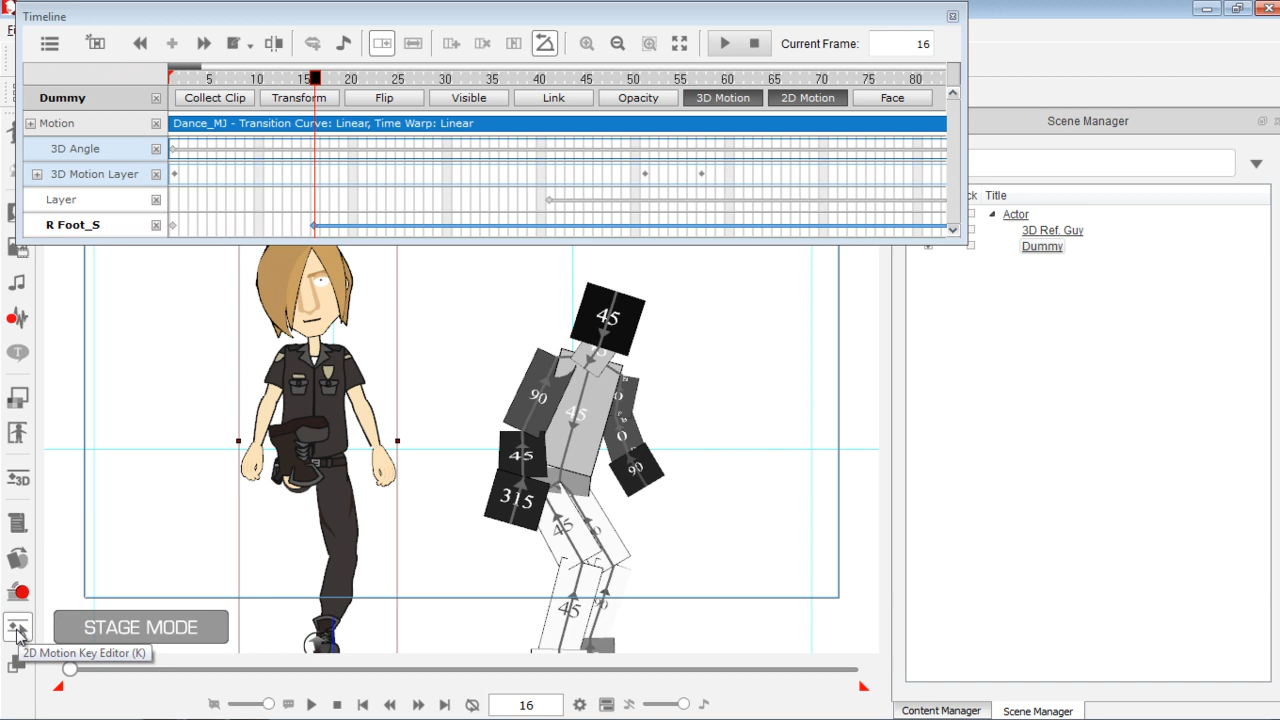 Timeline
Current Frame: 16
5 10 15 20 25 30 35 40 45 50 55 60 65 70 75 80
Dummy Collect Clip Transform Flip Visible Link Opacity 3D Motion 2D Motion Face
Motion Dance_MJ - Transition Curve: Linear, Time Warp: Linear
3D Angle
3D Motion Layer
Layer
R Foot_S
Scene Manager
ck Title
Actor
3D Ref. Guy
Dummy
45
90
45
0
0
45
90
315
45
45
3D
STAGE MODE
2D Motion Key Editor (K)
16
Content Manager Scene Manager